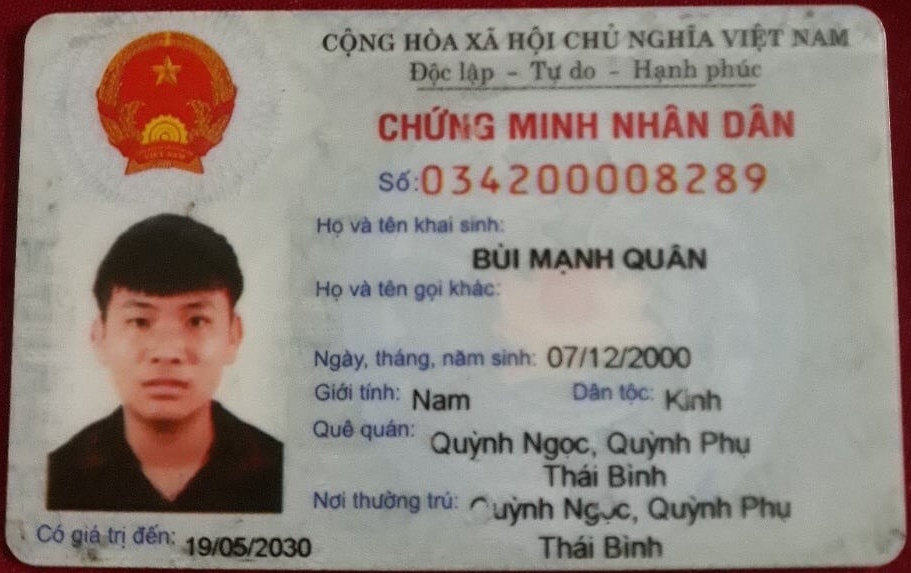 CỘNG HÒA XÃ HỘI CHỦ NGHĨA VIỆT NAM
Độc lập - Tự do - Hạnh phúc
CHỨNG MINH NHÂN DÂN
Số: 034200008289
Họ và tên khai sinh:
BÙI MẠNH QUÂN
Họ và tên gọi khác:
Ngày, tháng, năm sinh: 07/12/2000
Giới tính: Nam Dân tộc: Kinh
Quê quán: Quỳnh Ngọc, Quỳnh Phụ
Thái Bình
Nơi thường trú: Quỳnh Ngọc, Quỳnh Phụ
Thái Bình
Có giá trị đến: 19/05/2030
VIỆT NAM